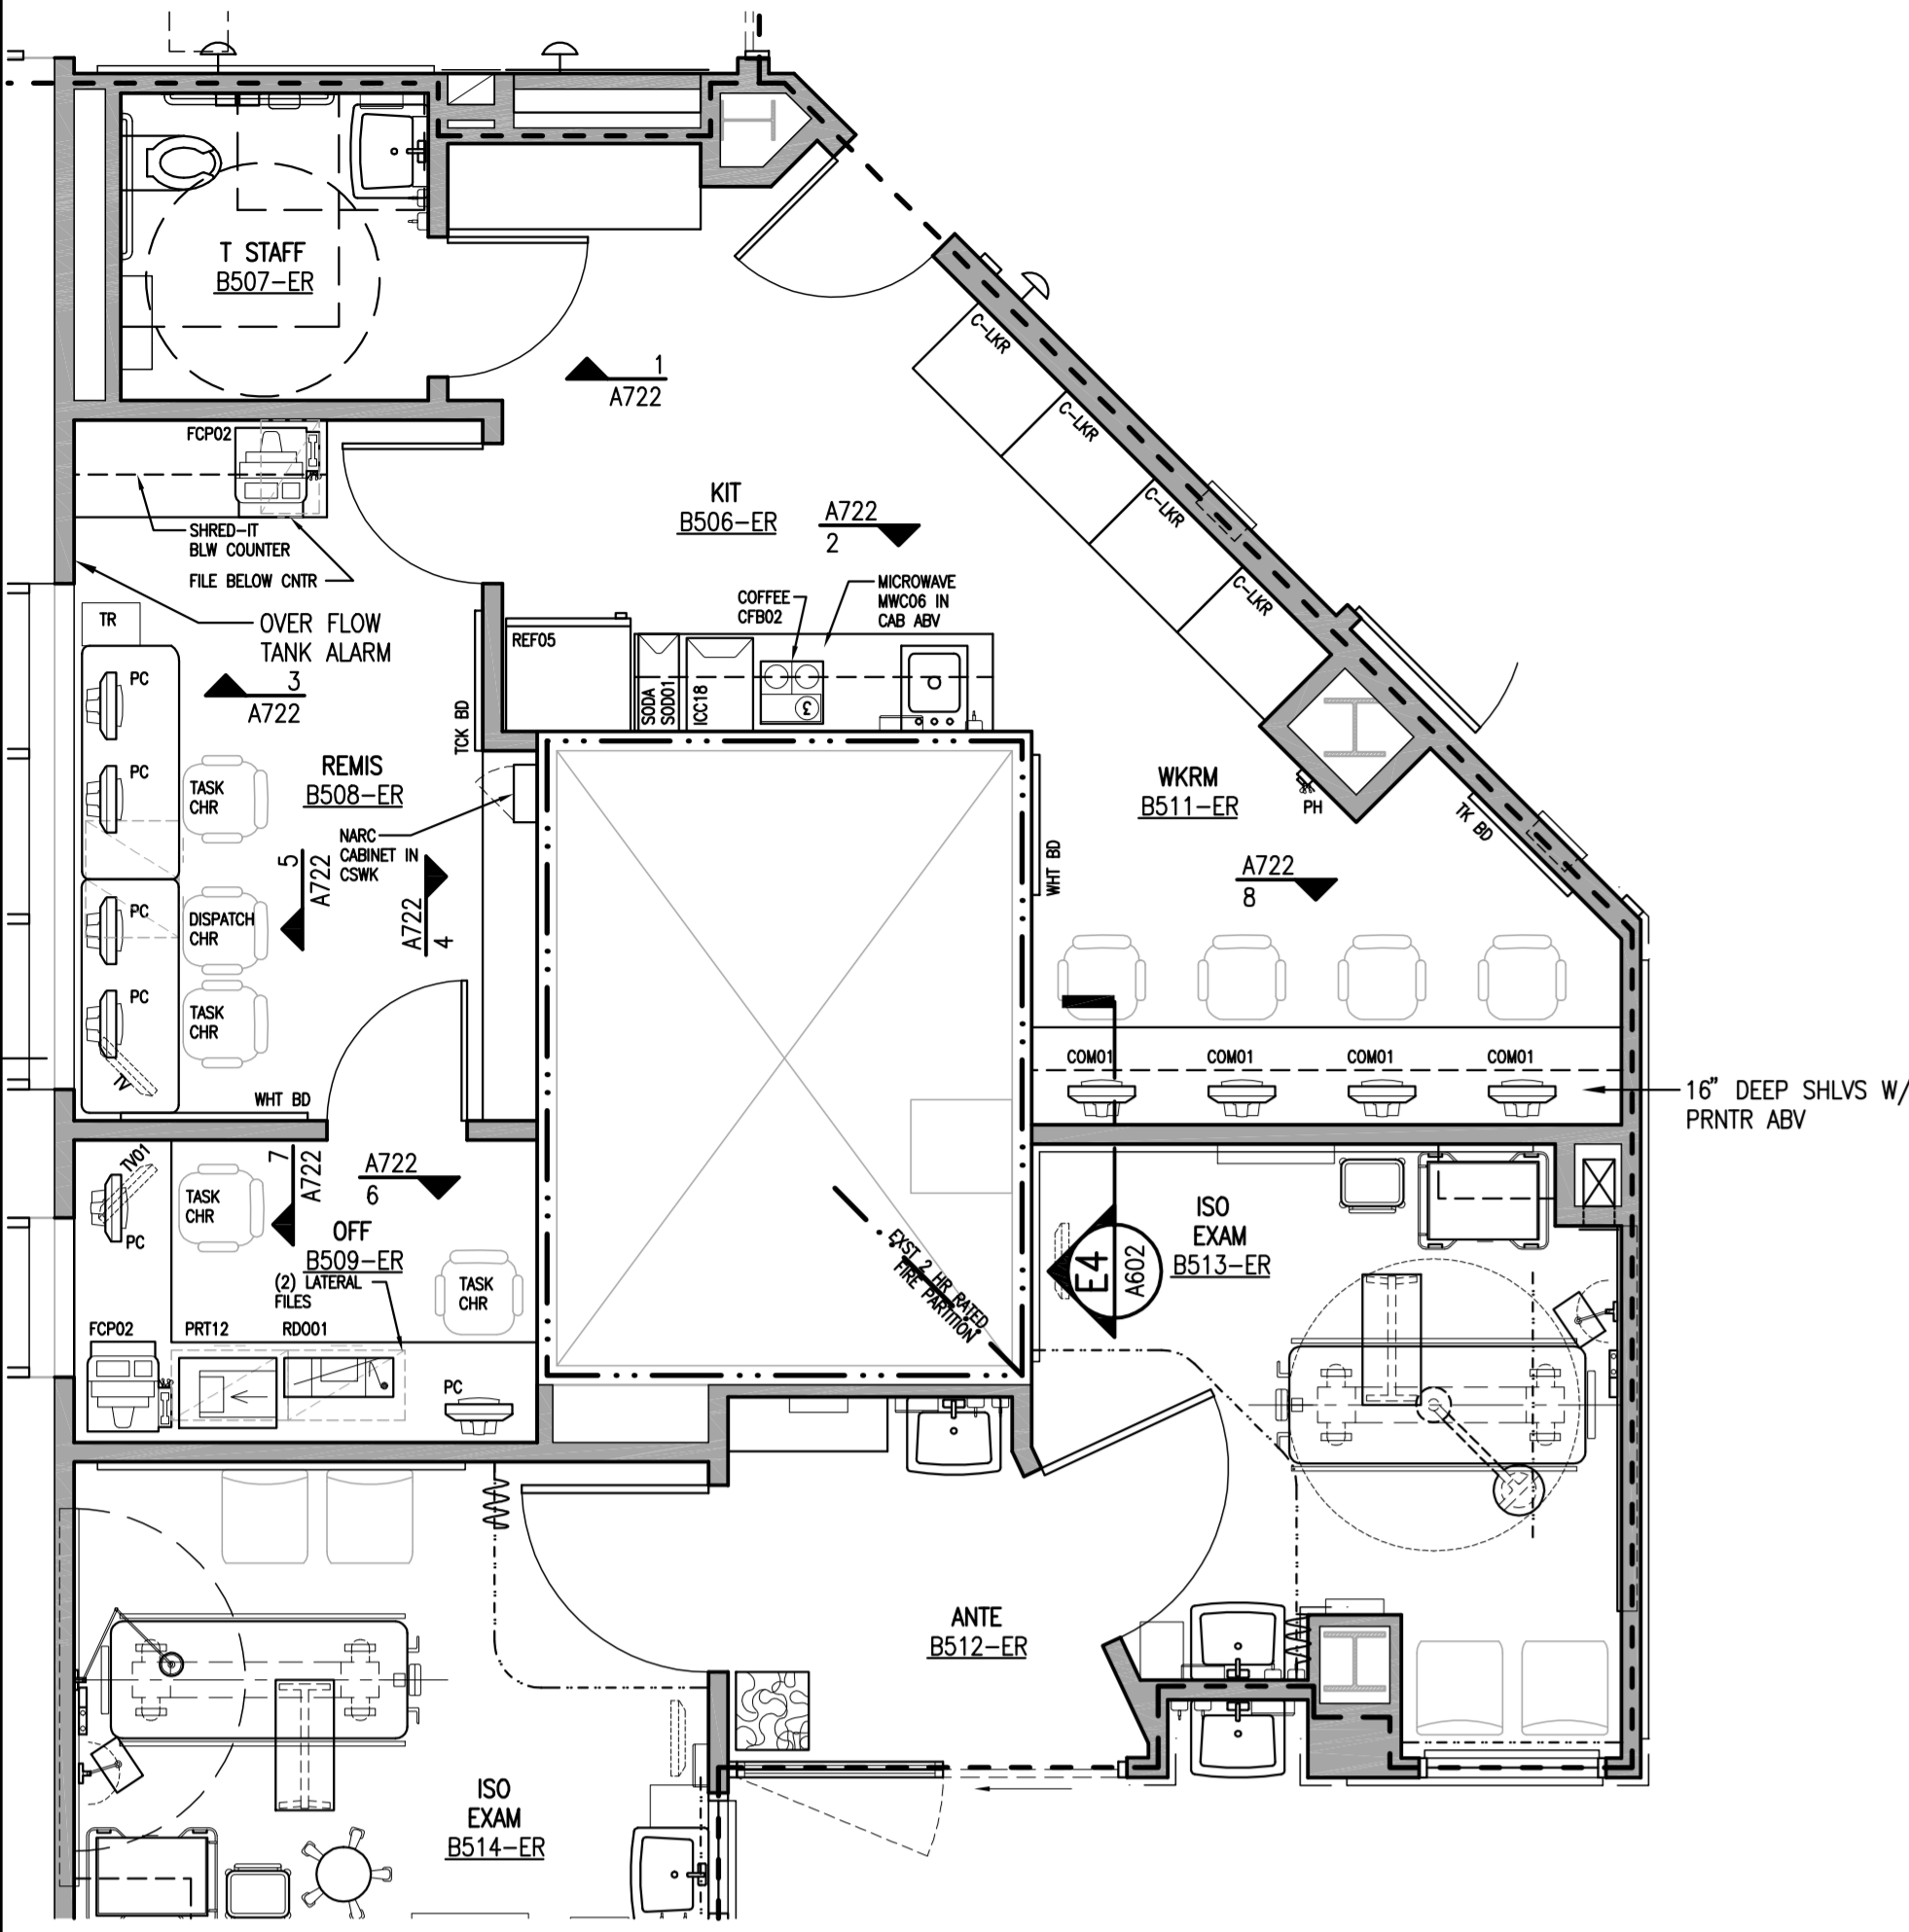 T STAFF
B507-ER
1
A722
C-LKR
C-LKR
C-LKR
C-LKR
FCP02
SHRED-IT
BLW COUNTER
FILE BELOW CNTR
OVER FLOW
TANK ALARM
KIT
B506-ER
A722
2
COFFEE
CFB02
MICROWAVE
MWC06 IN
CAB ABV
REF05
SODA
SOD01
ICC18
3
TR
PC
3
A722
TCK BD
PC
TASK
CHR
REMIS
B508-ER
NARC
CABINET IN
CSWK
5
A722
A722
4
PC
DISPATCH
CHR
PC
TASK
CHR
TV
WHT BD
WKRM
B511-ER
PH
TK BD
WHT BD
A722
8
COM01
COM01
COM01
COM01
16" DEEP SHLVS W/
PRNTR ABV
TV01
PC
TASK
CHR
7
A722
A722
6
OFF
B509-ER
(2) LATERAL
FILES
TASK
CHR
FCP02
PRT12
RDO01
PC
EXST 2 HR RATED
FIRE PARTITION
E4
A602
ISO
EXAM
B513-ER
ANTE
B512-ER
ISO
EXAM
B514-ER